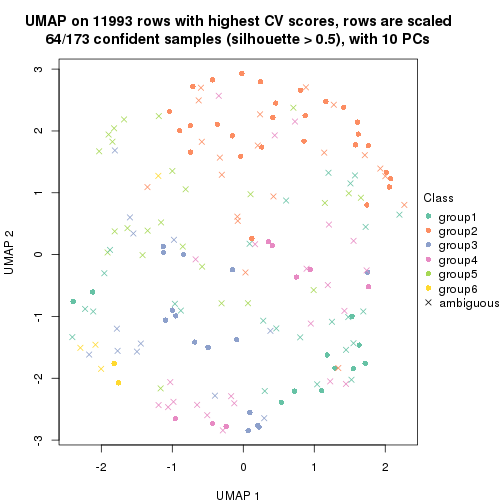 UMAP on 11993 rows with highest CV scores, rows are scaled
64/173 confident samples (silhouette > 0.5), with 10 PCs
3
2
1
0
-1
-2
-3
UMAP 2
-2
-1
0
1
2
UMAP 1
Class
group1
group2
group3
group4
group5
group6
ambiguous